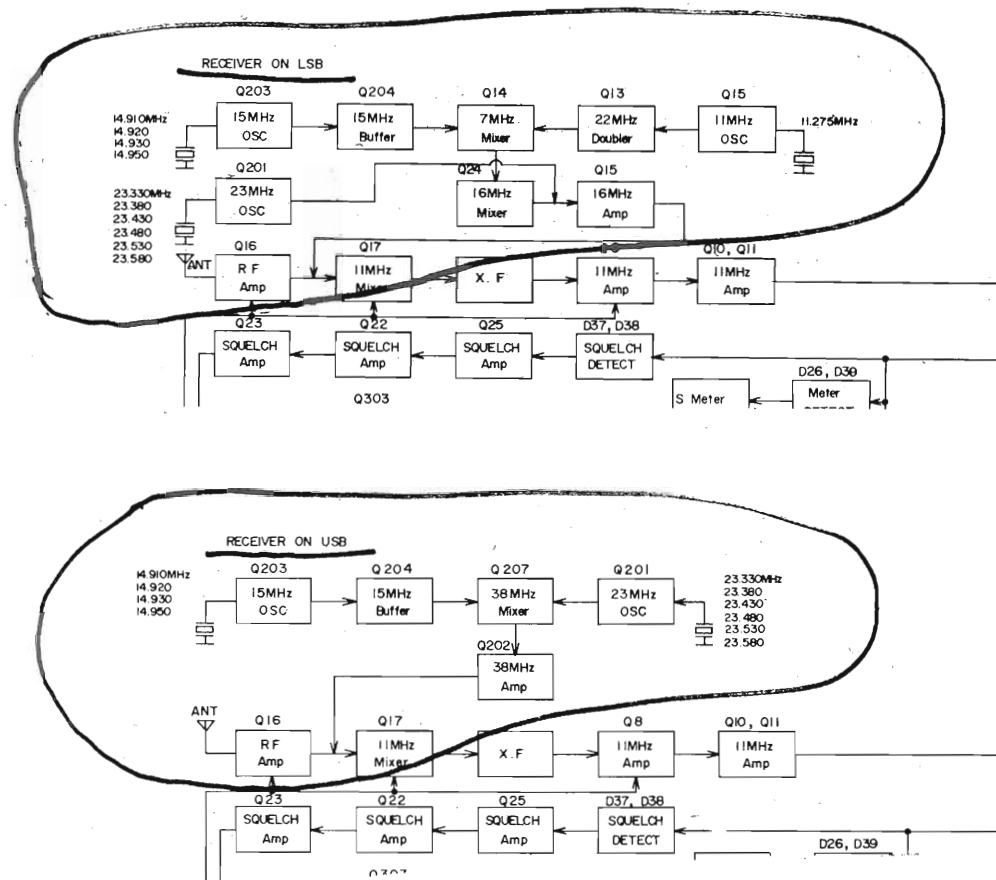 RECEIVER ON LSB
Q203 Q204 Q14 Q13 Q15
14.910MHz
14.920
14.930
14.950
15MHz OSC
15MHz Buffer
7MHz Mixer
22MHz Doubler
11MHz OSC
11.275MHz
Q201 Q24 Q15
23.330MHz
23.380
23.430
23.480
23.530
23.580
23MHz OSC
16MHz Mixer
16MHz Amp
ANT
Q16 Q17 Q10, Q11
RF Amp
11MHz Mixer
X.F
11MHz Amp
11MHz Amp
Q23 Q22 Q25 D37, D38
SQUELCH Amp
SQUELCH Amp
SQUELCH Amp
SQUELCH DETECT
D26, D39
Q303
S Meter
Meter
RECEIVER ON USB
Q203 Q204 Q207 Q201
14.910MHz
14.920
14.930
14.950
15MHz OSC
15MHz Buffer
38MHz Mixer
23MHz OSC
23.330MHz
23.380
23.430
23.480
23.530
23.580
Q202
38MHz Amp
ANT
Q16 Q17 Q8 Q10, Q11
RF Amp
11MHz Mixer
X.F
11MHz Amp
11MHz Amp
Q23 Q22 Q25 D37, D38
SQUELCH Amp
SQUELCH Amp
SQUELCH Amp
SQUELCH DETECT
D26, D39